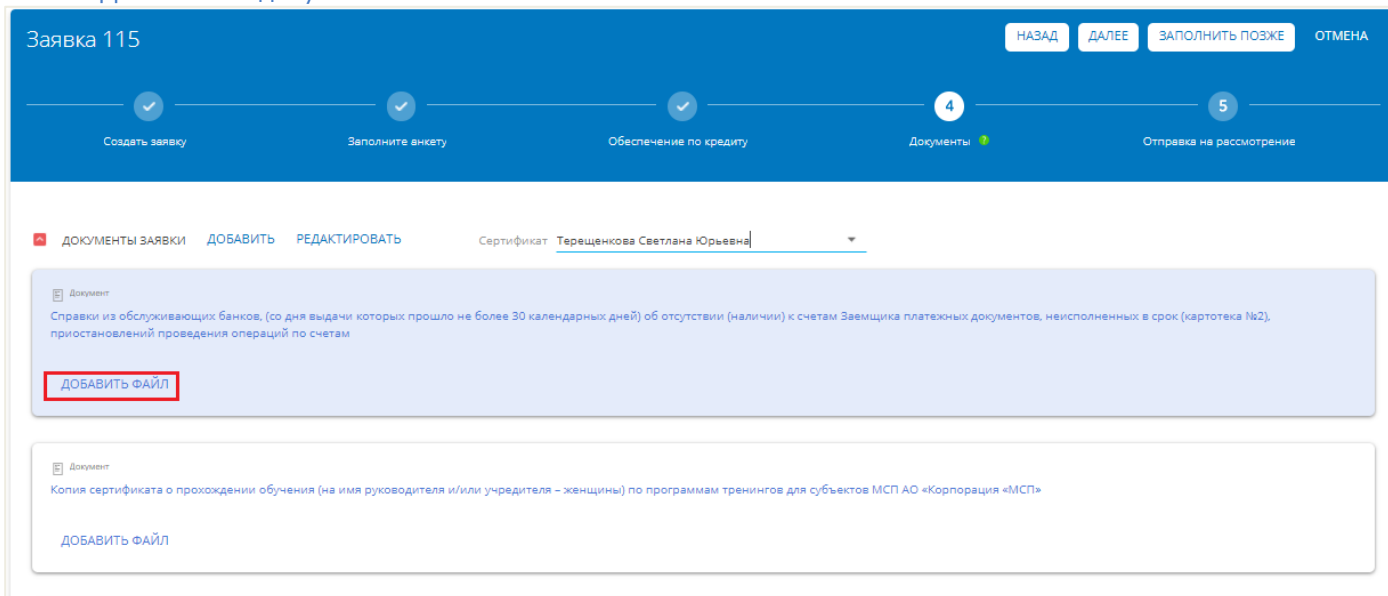 Заявка 115
НАЗАД
ДАЛЕЕ
ЗАПОЛНИТЬ ПОЗЖЕ
ОТМЕНА
4
5
Создать заявку
Заполните анкету
Обеспечение по кредиту
Документы ?
Отправка на рассмотрение
ДОКУМЕНТЫ ЗАЯВКИ
ДОБАВИТЬ
РЕДАКТИРОВАТЬ
Сертификат Терещенкова Светлана Юрьевна
Документ
Справки из обслуживающих банков, (со дня выдачи которых прошло не более 30 календарных дней) об отсутствии (наличии) к счетам Заемщика платежных документов, неисполненных в срок (картотека №2),
приостановлений проведения операций по счетам
ДОБАВИТЬ ФАЙЛ
Документ
Копия сертификата о прохождении обучения (на имя руководителя и/или учредителя – женщины) по программам тренингов для субъектов МСП АО «Корпорация «МСП»
ДОБАВИТЬ ФАЙЛ